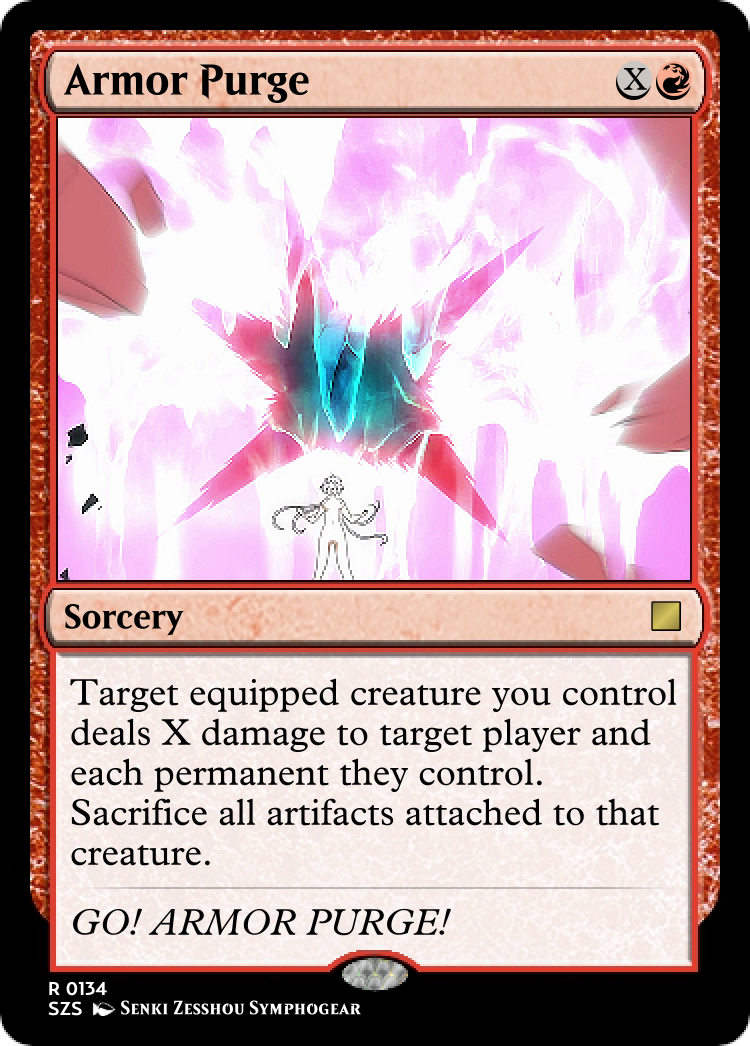 Armor Purge X
Sorcery
Target equipped creature you control
deals X damage to target player and
each permanent they control.
Sacrifice all artifacts attached to that
creature.
GO! ARMOR PURGE!
R 0134
SZS SENKI ZESSHOU SYMPHOGEAR